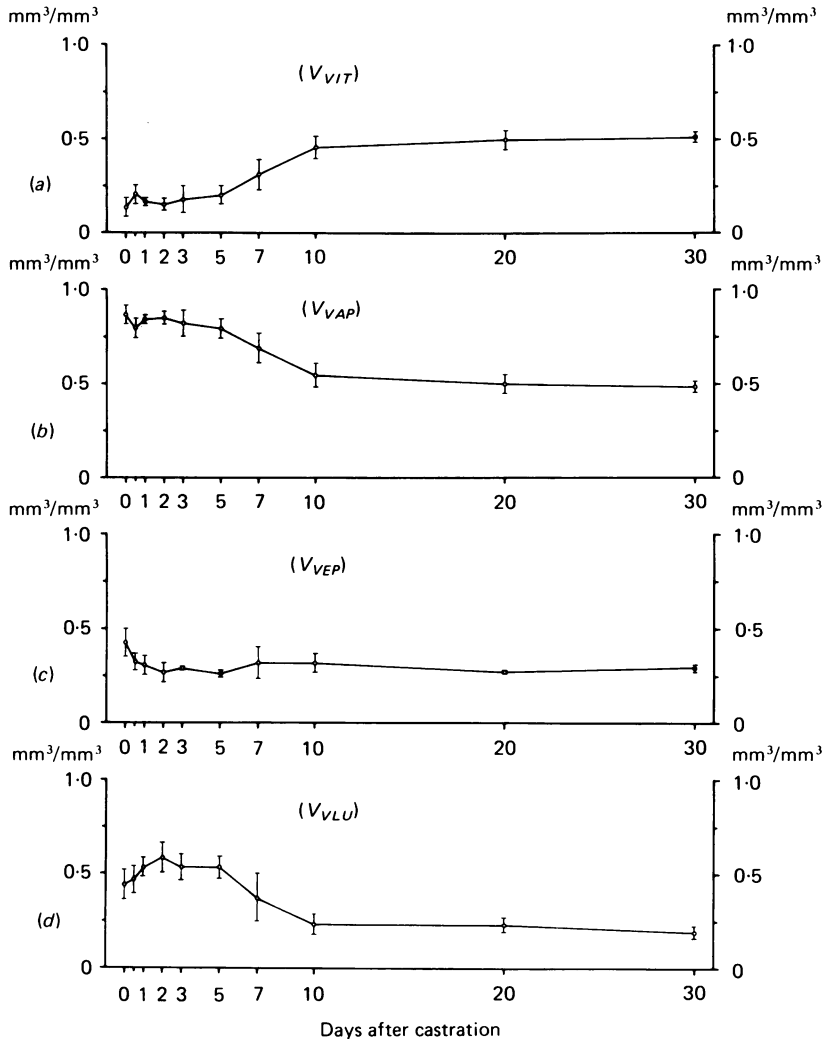 mm³/mm³ mm³/mm³
1·0 1·0
(V_VIT)
0·5 0·5
(a)
0 0
0 1 2 3 5 7 10 20 30
mm³/mm³ mm³/mm³
1·0 1·0
(V_VAP)
0·5 0·5
(b)
0 0
0 1 2 3 5 7 10 20 30
mm³/mm³ mm³/mm³
1·0 1·0
(V_VEP)
0·5 0·5
(c)
0 0
0 1 2 3 5 7 10 20 30
mm³/mm³ mm³/mm³
1·0 1·0
(V_VLU)
0·5 0·5
(d)
0 0
0 1 2 3 5 7 10 20 30
Days after castration